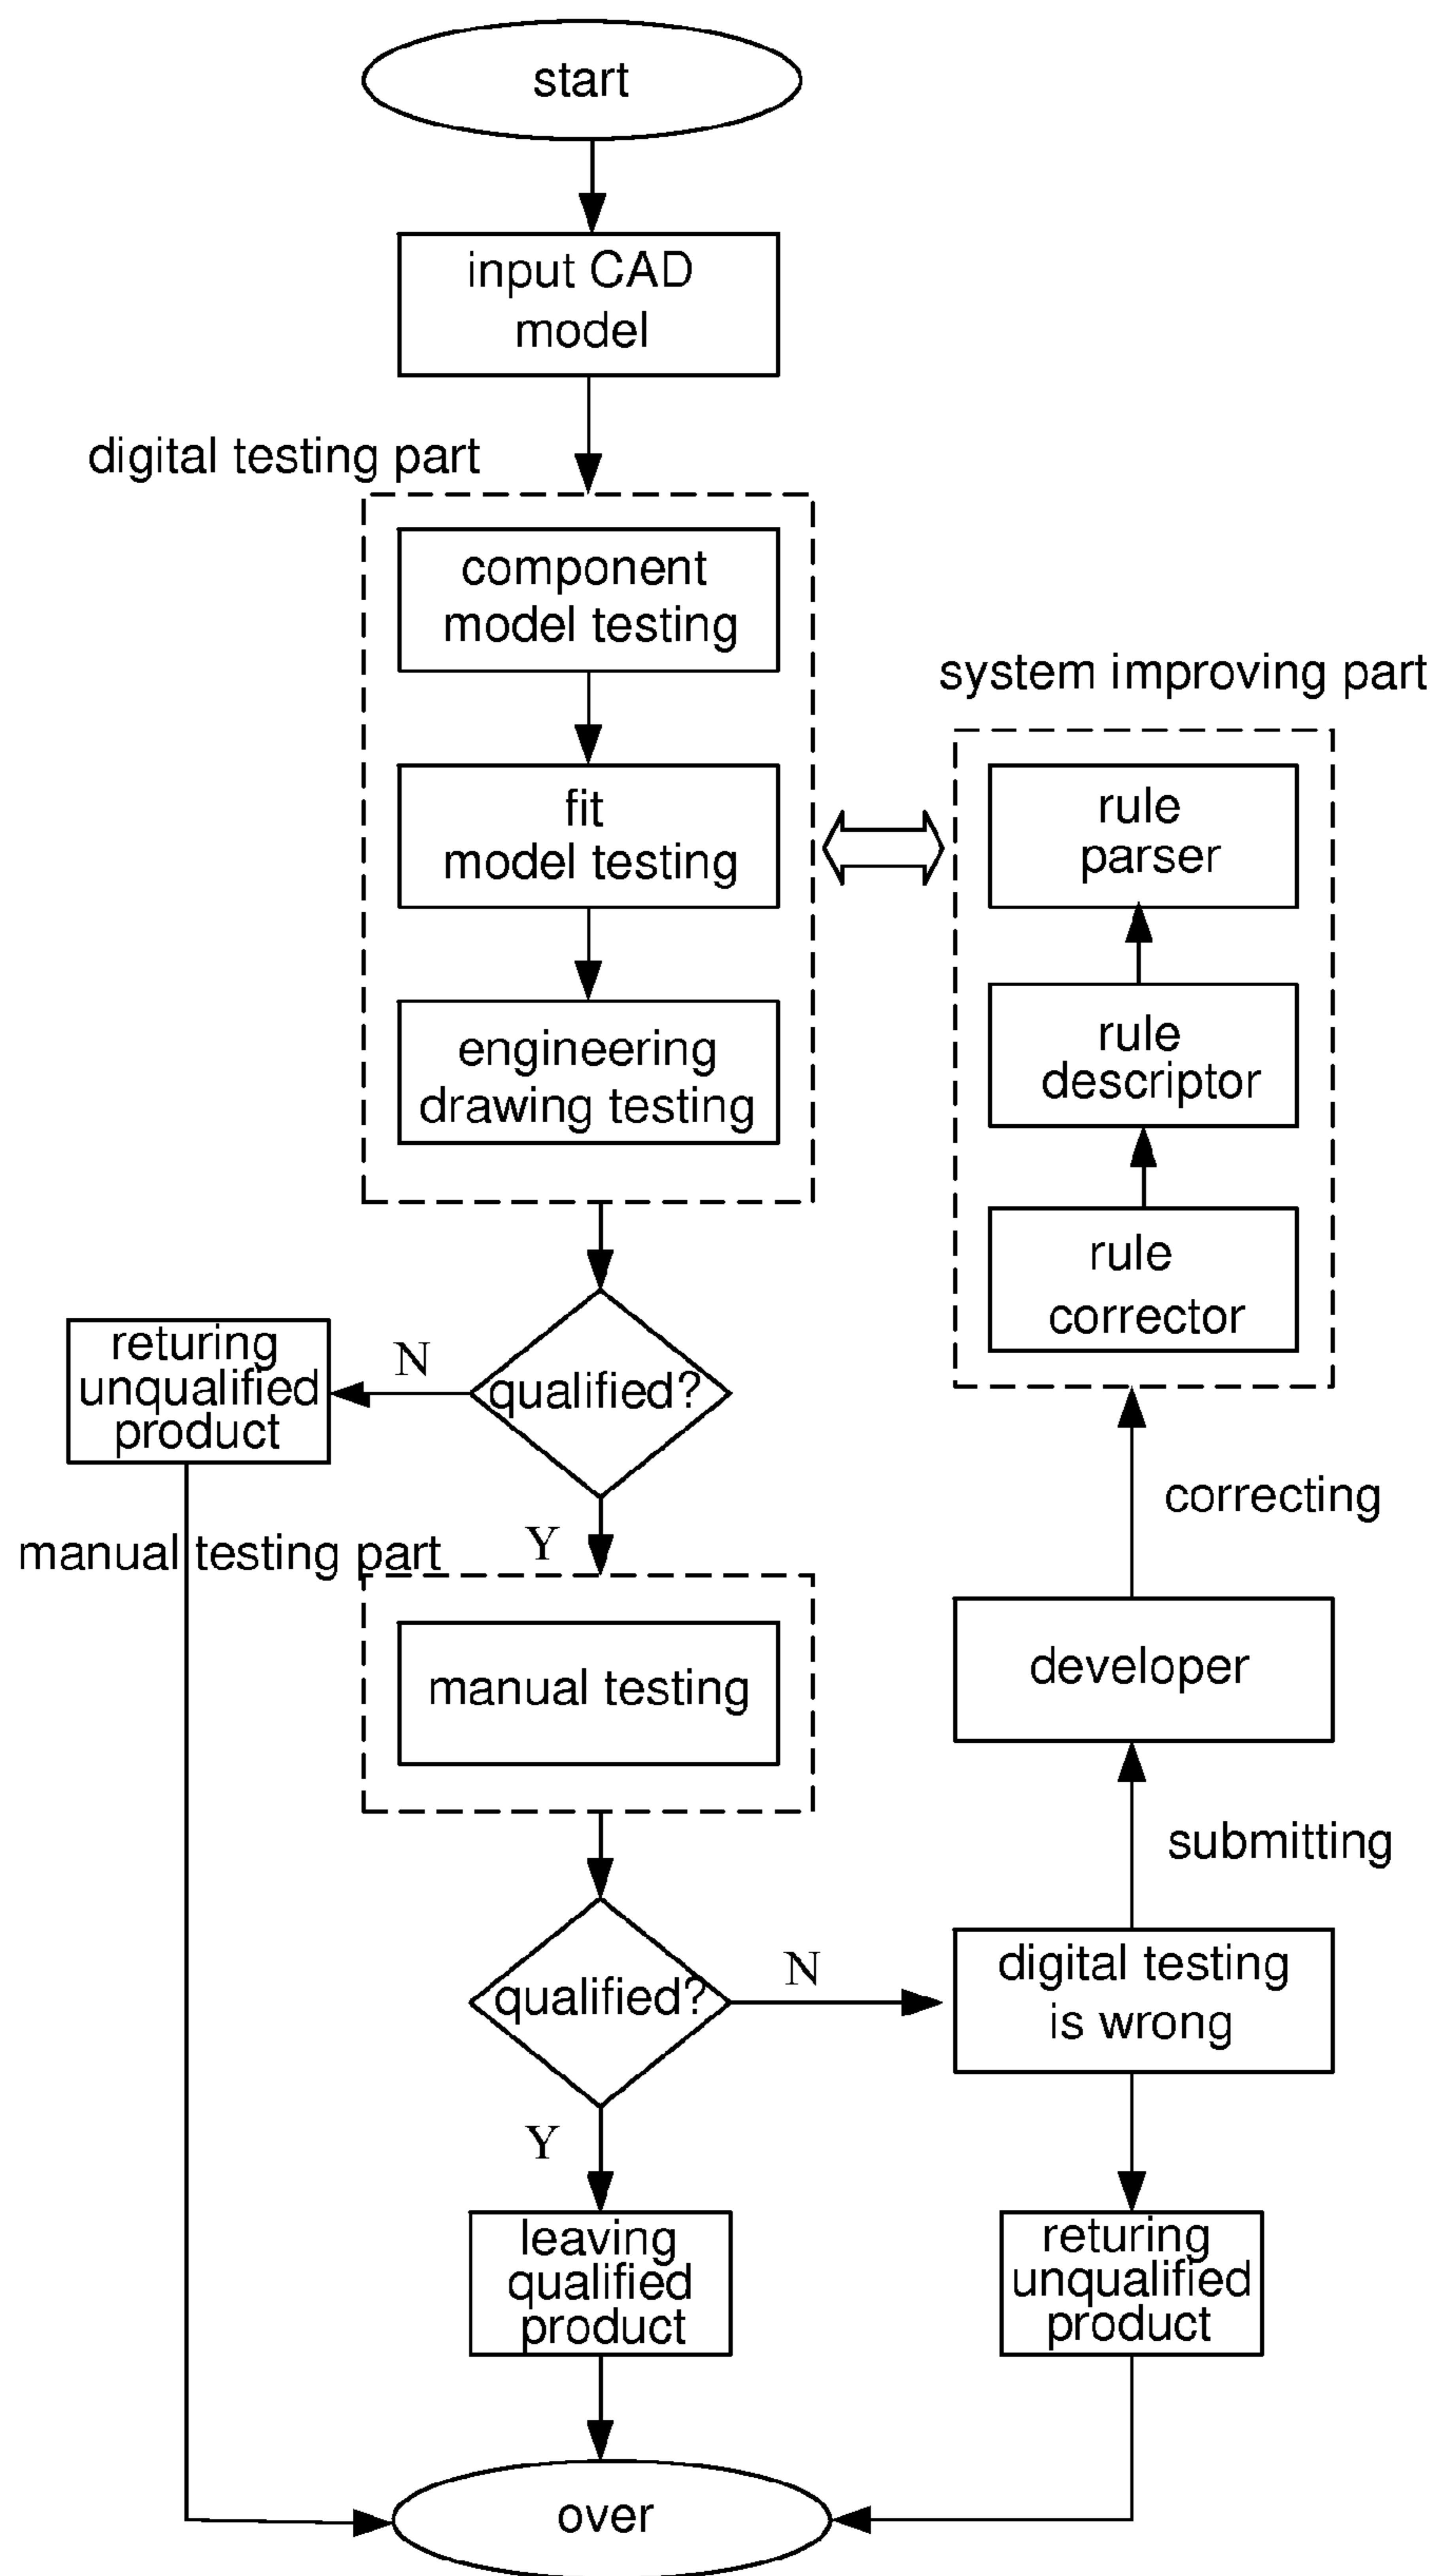 start
input CAD
model
digital testing part
component
model testing
system improving part
fit
model testing
rule
parser
engineering
drawing testing
rule
descriptor
rule
corrector
returing
unqualified
product
N
qualified?
correcting
manual testing part
Y
manual testing
developer
submitting
qualified?
N
digital testing
is wrong
Y
leaving
qualified
product
returing
unqualified
product
over